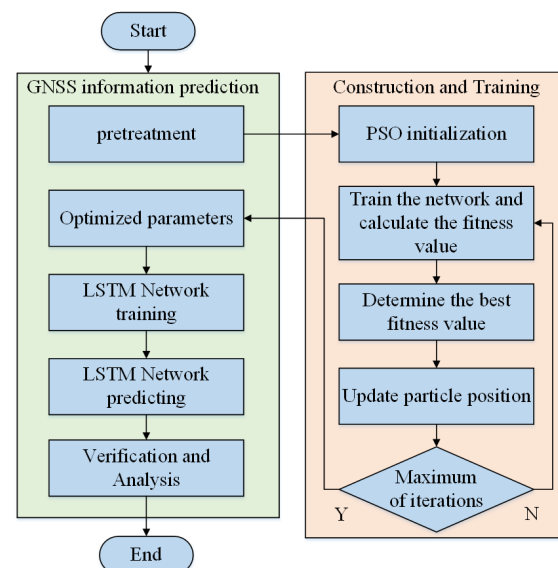 Start
GNSS information prediction
pretreatment
Optimized parameters
LSTM Network
training
LSTM Network
predicting
Verification and
Analysis
End
Construction and Training
PSO initialization
Train the network and
calculate the fitness
value
Determine the best
fitness value
Update particle position
Maximum
of iterations
Y
N